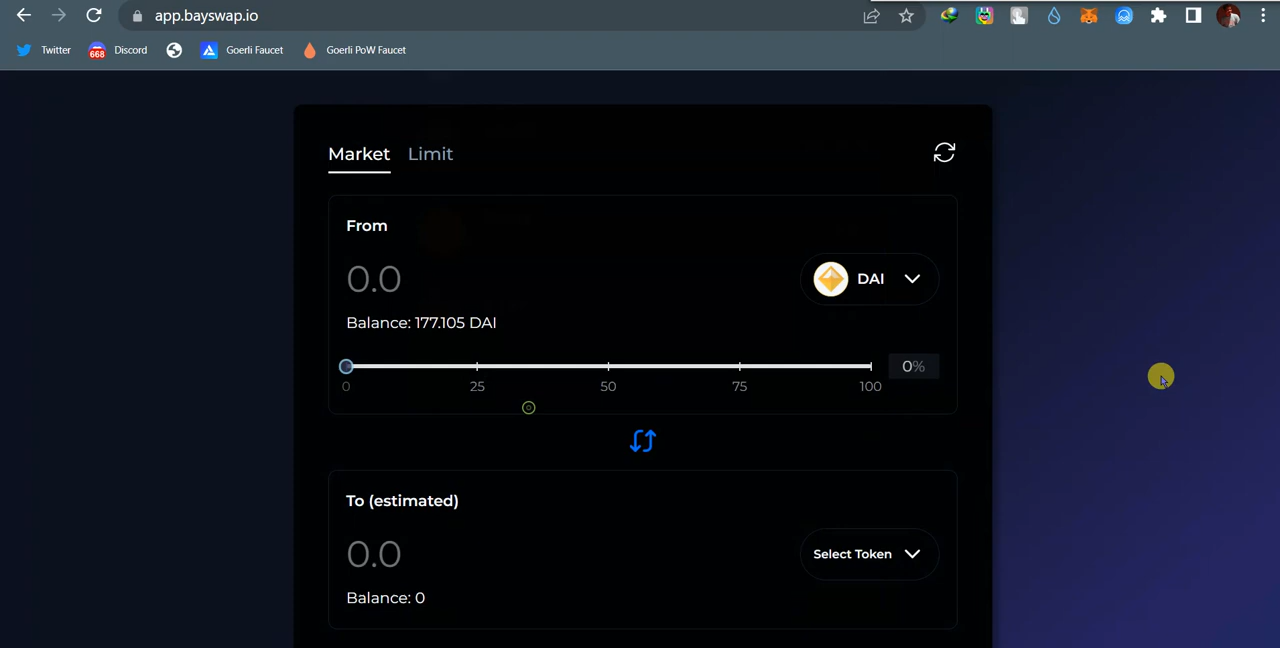 app.bayswap.io
Twitter
668
Discord
Goerli Faucet
Goerli PoW Faucet
Market
Limit
From
0.0
DAI
Balance: 177.105 DAI
0%
0
25
50
75
100
To (estimated)
0.0
Select Token
Balance: 0